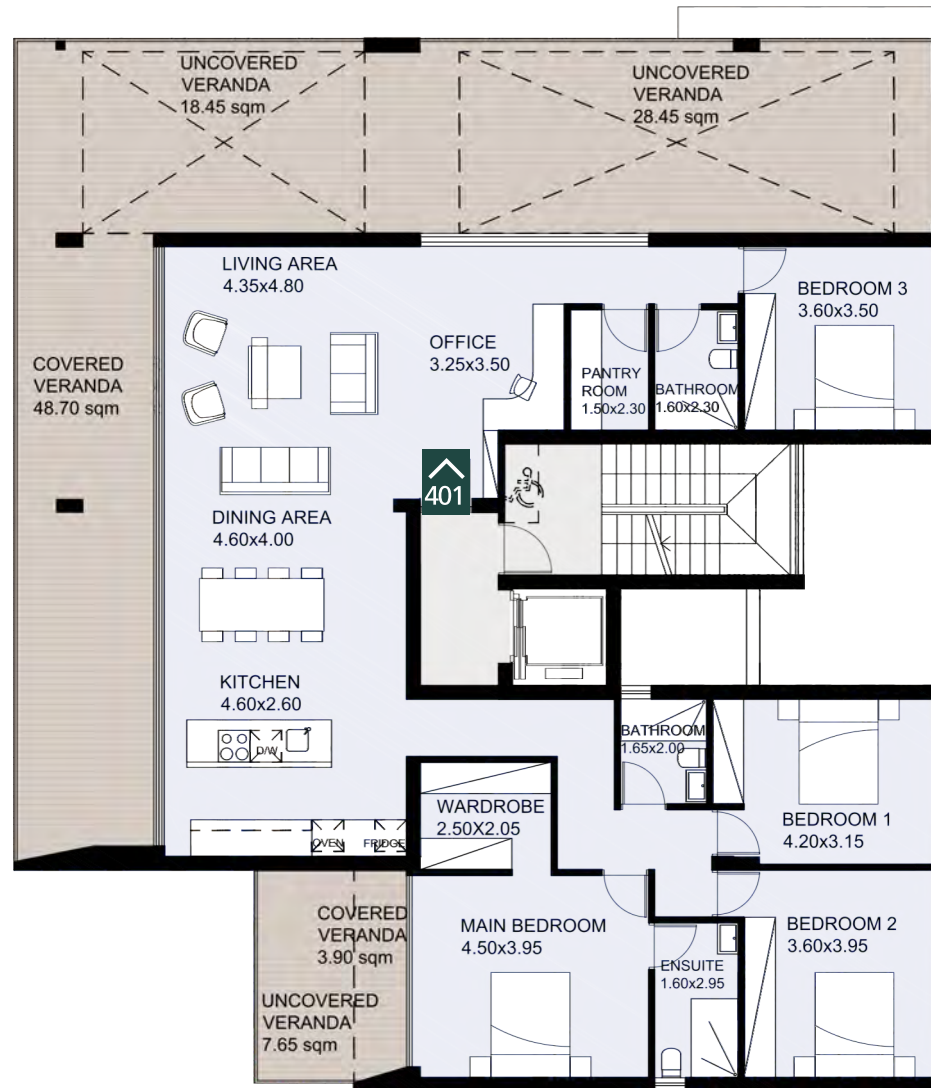 UNCOVERED
VERANDA
18.45 sqm
UNCOVERED
VERANDA
28.45 sqm
LIVING AREA
4.35x4.80
BEDROOM 3
3.60x3.50
OFFICE
3.25x3.50
COVERED
VERANDA
48.70 sqm
PANTRY
ROOM
1.50x2.30
BATHROOM
1.60x2.30
401
DINING AREA
4.60x4.00
KITCHEN
4.60x2.60
D/W
BATHROOM
1.65x2.00
WARDROBE
2.50X2.05
BEDROOM 1
4.20x3.15
OVEN
FRIDGE
COVERED
VERANDA
3.90 sqm
MAIN BEDROOM
4.50x3.95
BEDROOM 2
3.60x3.95
ENSUITE
1.60x2.95
UNCOVERED
VERANDA
7.65 sqm